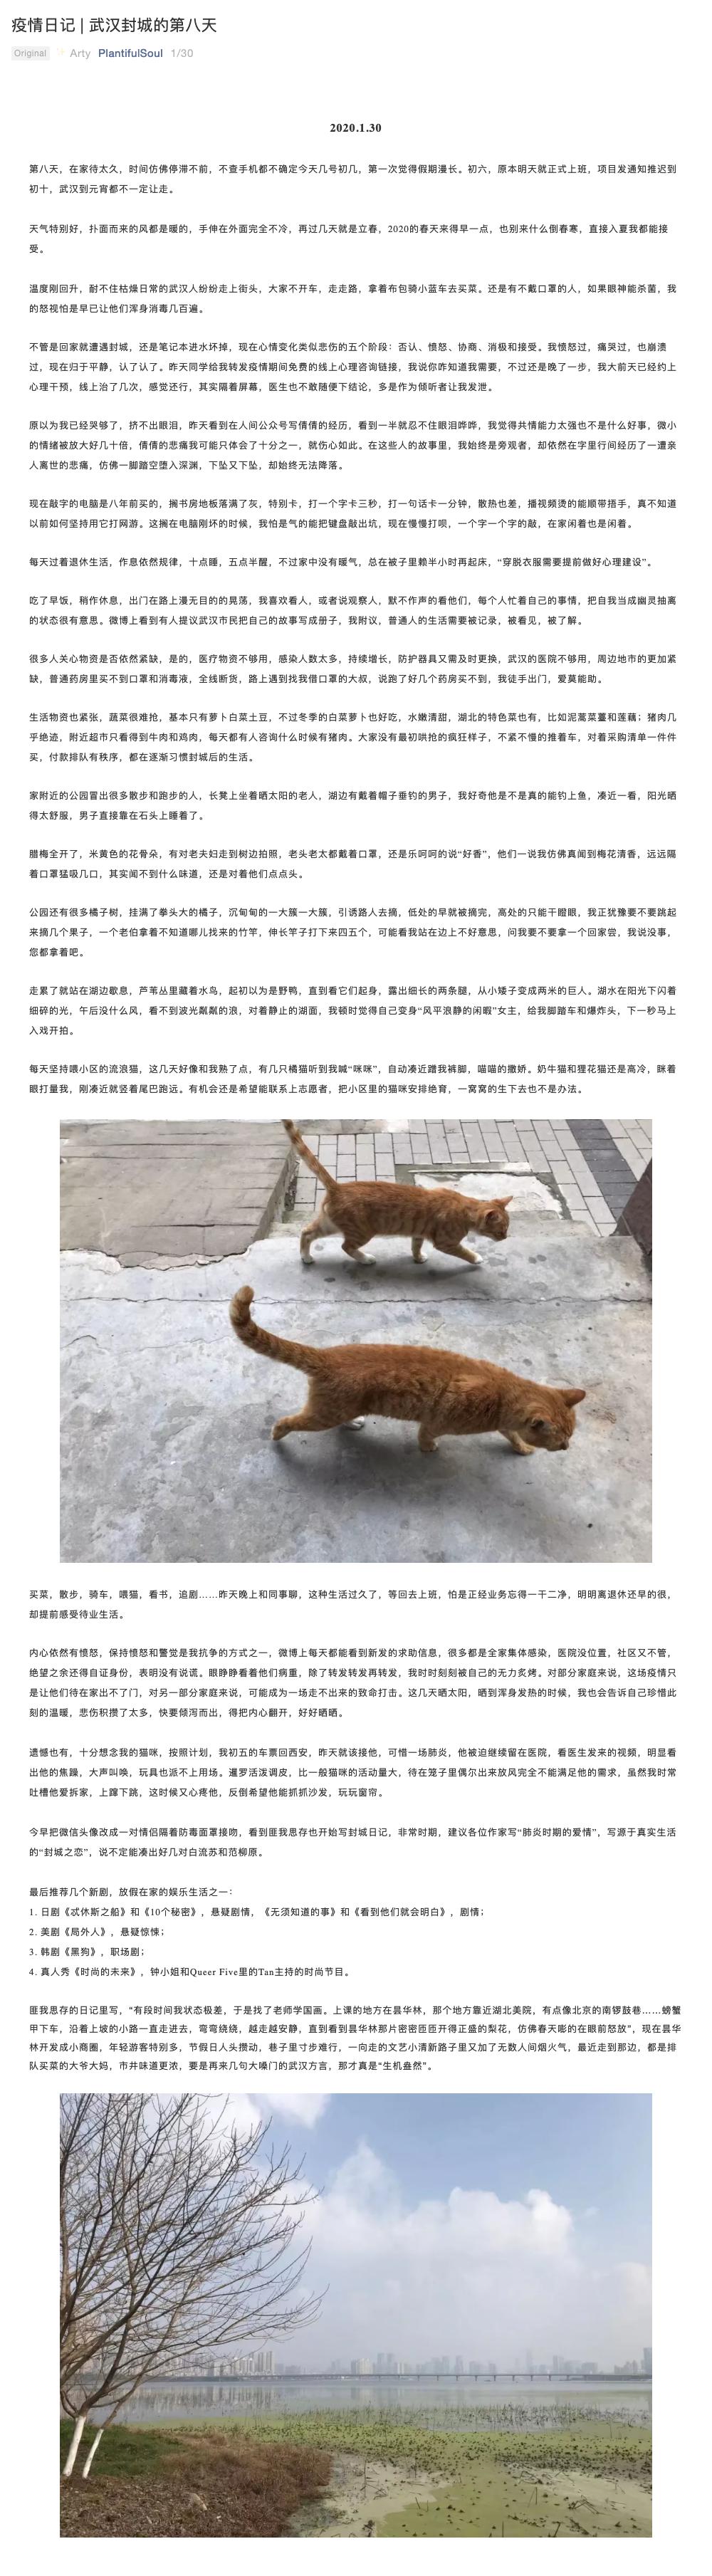 疫情日记 | 武汉封城的第八天
Original Arty PlantifulSoul 1/30
2020.1.30
第八天，在家待太久，时间仿佛停滞不前，不查手机都不确定今天几号初几，第一次觉得假期漫长。初六，原本明天就正式上班，项目发通知推迟到
初十，武汉到元宵都不一定让走。
天气特别好，扑面而来的风都是暖的，手伸在外面完全不冷，再过几天就是立春，2020的春天来得早一点，也别来什么倒春寒，直接入夏我都能接
受。
温度刚回升，耐不住枯燥日常的武汉人纷纷走上街头，大家不开车，走走路，拿着布包骑小蓝车去买菜。还是有不戴口罩的人，如果眼神能杀菌，我
的怒视怕是早已让他们浑身消毒几百遍。
不管是回家就遭遇封城，还是笔记本进水坏掉，现在心情变化类似悲伤的五个阶段：否认、愤怒、协商、消极和接受。我愤怒过，痛哭过，也崩溃
过，现在归于平静，认了认了。昨天同学给我转发疫情期间免费的线上心理咨询链接，我说你咋知道我需要，不过还是晚了一步，我大前天已经约上
心理干预，线上治了几次，感觉还行，其实隔着屏幕，医生也不敢随便下结论，多是作为倾听者让我发泄。
原以为我已经哭够了，挤不出眼泪，昨天看到在人间公众号写倩倩的经历，看到一半就忍不住眼泪哗哗，我觉得共情能力太强也不是什么好事，微小
的情绪被放大好几十倍，倩倩的悲痛我可能只体会了十分之一，就伤心如此。在这些人的故事里，我始终是旁观者，却依然在字里行间经历了一遭亲
人离世的悲痛，仿佛一脚踏空堕入深渊，下坠又下坠，却始终无法降落。
现在敲字的电脑是八年前买的，搁书房地板落满了灰，特别卡，打一个字卡三秒，打一句话卡一分钟，散热也差，播视频烫的能顺带捂手，真不知道
以前如何坚持用它打网游。这搁在电脑刚坏的时候，我怕是气的能把键盘敲出坑，现在慢慢打呗，一个字一个字的敲，在家闲着也是闲着。
每天过着退休生活，作息依然规律，十点睡，五点半醒，不过家中没有暖气，总在被子里赖半小时再起床，“穿脱衣服需要提前做好心理建设”。
吃了早饭，稍作休息，出门在路上漫无目的的晃荡，我喜欢看人，或者说观察人，默不作声的看他们，每个人忙着自己的事情，把自我当成幽灵抽离
的状态很有意思。微博上看到有人提议武汉市民把自己的故事写成册子，我附议，普通人的生活需要被记录，被看见，被了解。
很多人关心物资是否依然紧缺，是的，医疗物资不够用，感染人数太多，持续增长，防护器具又需及时更换，武汉的医院不够用，周边地市的更加紧
缺，普通药房里买不到口罩和消毒液，全线断货，路上遇到找我借口罩的大叔，说跑了好几个药房买不到，我徒手出门，爱莫能助。
生活物资也紧张，蔬菜很难抢，基本只有萝卜白菜土豆，不过冬季的白菜萝卜也好吃，水嫩清甜，湖北的特色菜也有，比如泥蒿菜薹和莲藕；猪肉几
乎绝迹，附近超市只看得到牛肉和鸡肉，每天都有人咨询什么时候有猪肉。大家没有最初哄抢的疯狂样子，不紧不慢的推着车，对着采购清单一件件
买，付款排队有秩序，都在逐渐习惯封城后的生活。
家附近的公园冒出很多散步和跑步的人，长凳上坐着晒太阳的老人，湖边有戴着帽子垂钓的男子，我好奇他是不是真的能钓上鱼，凑近一看，阳光晒
得太舒服，男子直接靠在石头上睡着了。
腊梅全开了，米黄色的花骨朵，有对老夫妇走到树边拍照，老头老太都戴着口罩，还是乐呵呵的说“好香”，他们一说我仿佛真闻到梅花清香，远远隔
着口罩猛吸几口，其实闻不到什么味道，还是对着他们点点头。
公园还有很多橘子树，挂满了拳头大的橘子，沉甸甸的一大簇一大簇，引诱路人去摘，低处的早就被摘完，高处的只能干瞪眼，我正犹豫要不要跳起
来摘几个果子，一个老伯拿着不知道哪儿找来的竹竿，伸长竿子打下来四五个，可能看我站在边上不好意思，问我要不要拿一个回家尝，我说没事，
您都拿着吧。
走累了就站在湖边歇息，芦苇丛里藏着水鸟，起初以为是野鸭，直到看它们起身，露出细长的两条腿，从小矮子变成两米的巨人。湖水在阳光下闪着
细碎的光，午后没什么风，看不到波光粼粼的浪，对着静止的湖面，我顿时觉得自己变身“风平浪静的闲暇”女主，给我脚踏车和爆炸头，下一秒马上
入戏开拍。
每天坚持喂小区的流浪猫，这几天好像和我熟了点，有几只橘猫听到我喊“咪咪”，自动凑近蹭我裤脚，喵喵的撒娇。奶牛猫和狸花猫还是高冷，眯着
眼打量我，刚凑近就竖着尾巴跑远。有机会还是希望能联系上志愿者，把小区里的猫咪安排绝育，一窝窝的生下去也不是办法。
买菜，散步，骑车，喂猫，看书，追剧……昨天晚上和同事聊，这种生活过久了，等回去上班，怕是正经业务忘得一干二净，明明离退休还早的很，
却提前感受待业生活。
内心依然有愤怒，保持愤怒和警觉是我抗争的方式之一，微博上每天都能看到新发的求助信息，很多都是全家集体感染，医院没位置，社区又不管，
绝望之余还得自证身份，表明没有说谎。眼睁睁看着他们病重，除了转发转发再转发，我时时刻刻被自己的无力炙烤。对部分家庭来说，这场疫情只
是让他们待在家出不了门，对另一部分家庭来说，可能成为一场走不出来的致命打击。这几天晒太阳，晒到浑身发热的时候，我也会告诉自己珍惜此
刻的温暖，悲伤积攒了太多，快要倾泻而出，得把内心翻开，好好晒晒。
遗憾也有，十分想念我的猫咪，按照计划，我初五的车票回西安，昨天就该接他，可惜一场肺炎，他被迫继续留在医院，看医生发来的视频，明显看
出他的焦躁，大声叫唤，玩具也派不上用场。暹罗活泼调皮，比一般猫咪的活动量大，待在笼子里偶尔出来放风完全不能满足他的需求，虽然我时常
吐槽他爱拆家，上蹿下跳，这时候又心疼他，反倒希望他能抓抓沙发，玩玩窗帘。
今早把微信头像改成一对情侣隔着防毒面罩接吻，看到匪我思存也开始写封城日记，非常时期，建议各位作家写“肺炎时期的爱情”，写源于真实生活
的“封城之恋”，说不定能凑出好几对白流苏和范柳原。
最后推荐几个新剧，放假在家的娱乐生活之一：
1. 日剧《忒休斯之船》和《10个秘密》，悬疑剧情，《无须知道的事》和《看到他们就会明白》，剧情；
2. 美剧《局外人》，悬疑惊悚；
3. 韩剧《黑狗》，职场剧；
4. 真人秀《时尚的未来》，钟小姐和Queer Five里的Tan主持的时尚节目。
匪我思存的日记里写，“有段时间我状态极差，于是找了老师学国画。上课的地方在昙华林，那个地方靠近湖北美院，有点像北京的南锣鼓巷……螃蟹
甲下车，沿着上坡的小路一直走进去，弯弯绕绕，越走越安静，直到看到昙华林那片密密匝匝开得正盛的梨花，仿佛春天嘭的在眼前怒放”，现在昙华
林开发成小商圈，年轻游客特别多，节假日人头攒动，巷子里寸步难行，一向走的文艺小清新路子里又加了无数人间烟火气，最近走到那边，都是排
队买菜的大爷大妈，市井味道更浓，要是再来几句大嗓门的武汉方言，那才真是“生机盎然”。